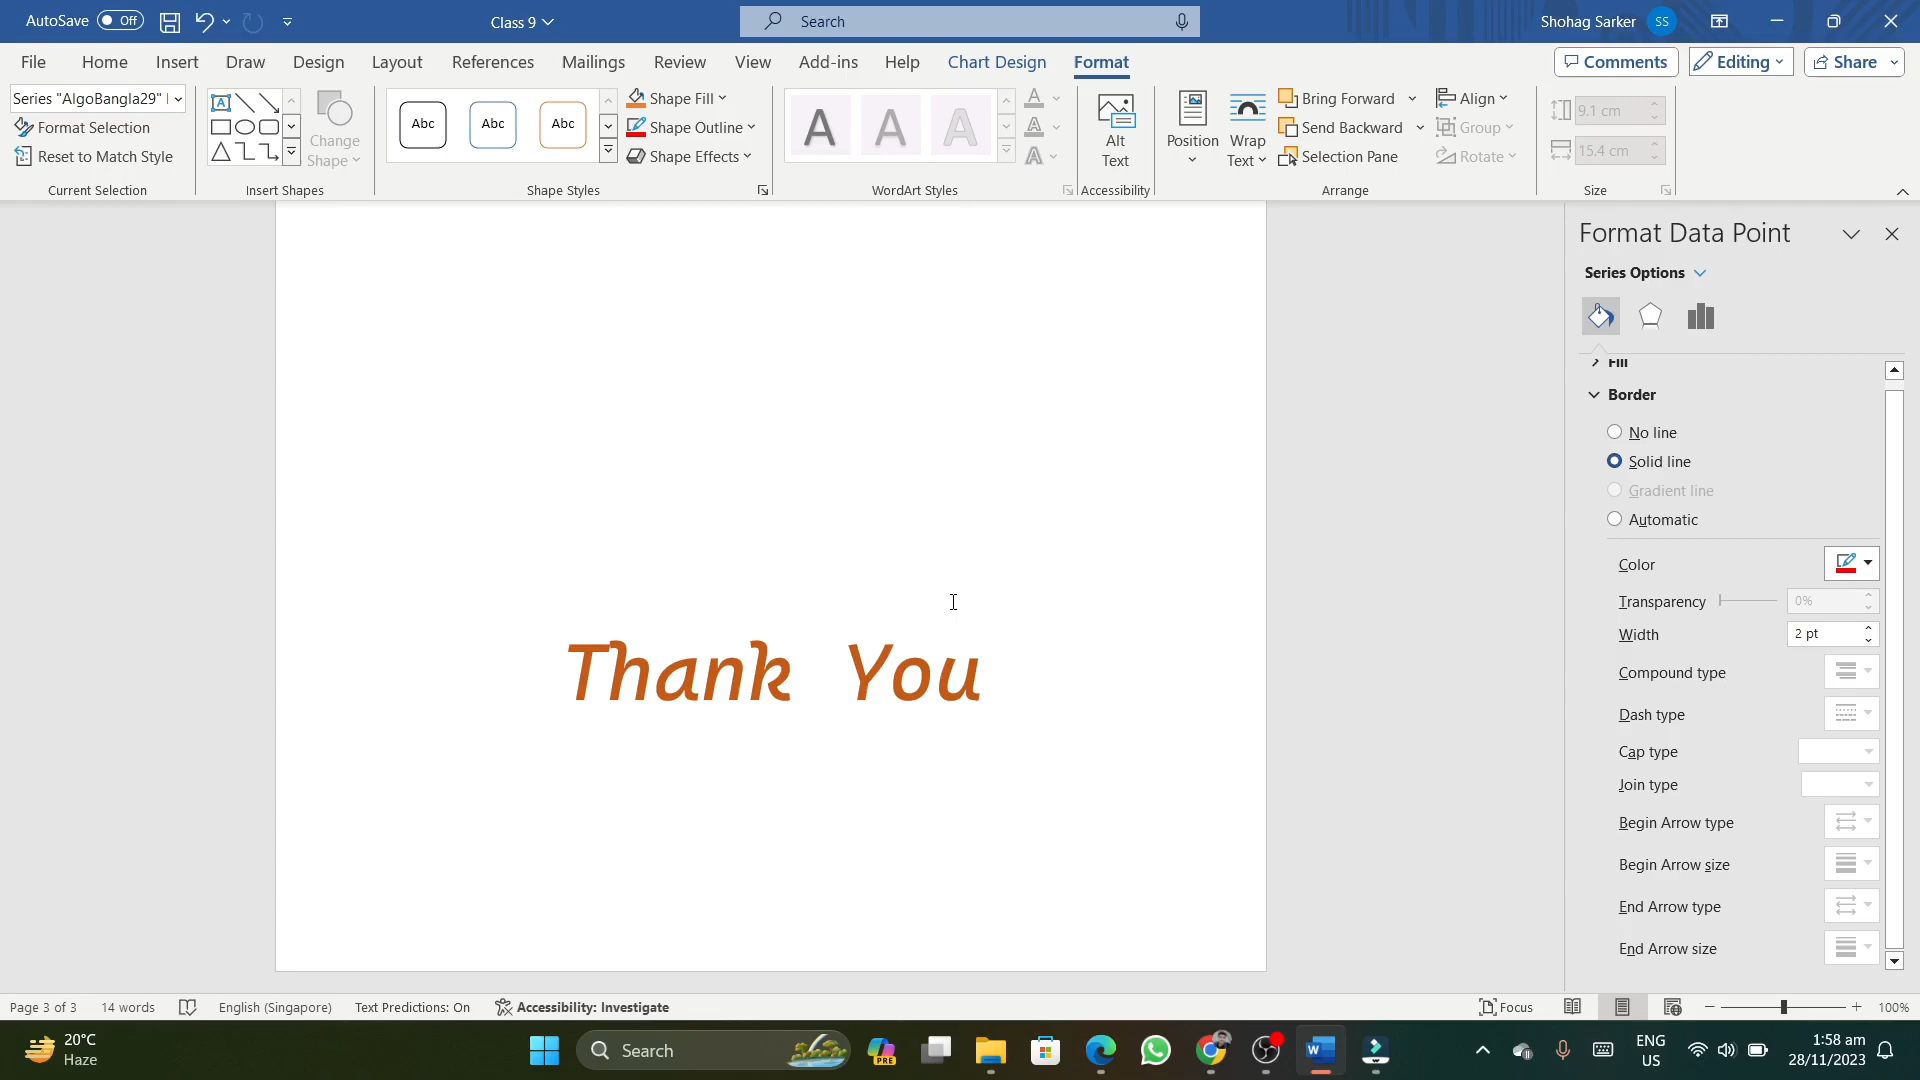 AutoSave Off Class 9 Search Shohag Sarker SS
File Home Insert Draw Design Layout References Mailings Review View Add-ins Help Chart Design Format Comments Editing Share
Series "AlgoBangla29"
Format Selection
Reset to Match Style
Current Selection
Change
Shape
Insert Shapes
Abc Abc Abc
Shape Fill
Shape Outline
Shape Effects
Shape Styles
A A A
A
A
A
WordArt Styles
Alt
Text
Accessibility
Position
Wrap
Text
Bring Forward
Send Backward
Selection Pane
Align
Group
Rotate
Arrange
9.1 cm
15.4 cm
Size
Thank You
Format Data Point
Series Options
Fill
Border
No line
Solid line
Gradient line
Automatic
Color
Transparency 0%
Width 2 pt
Compound type
Dash type
Cap type
Join type
Begin Arrow type
Begin Arrow size
End Arrow type
End Arrow size
Page 3 of 3 14 words English (Singapore) Text Predictions: On Accessibility: Investigate Focus 100%
20°C
Haze
Search
PRE
W
ENG
US
1:58 am
28/11/2023